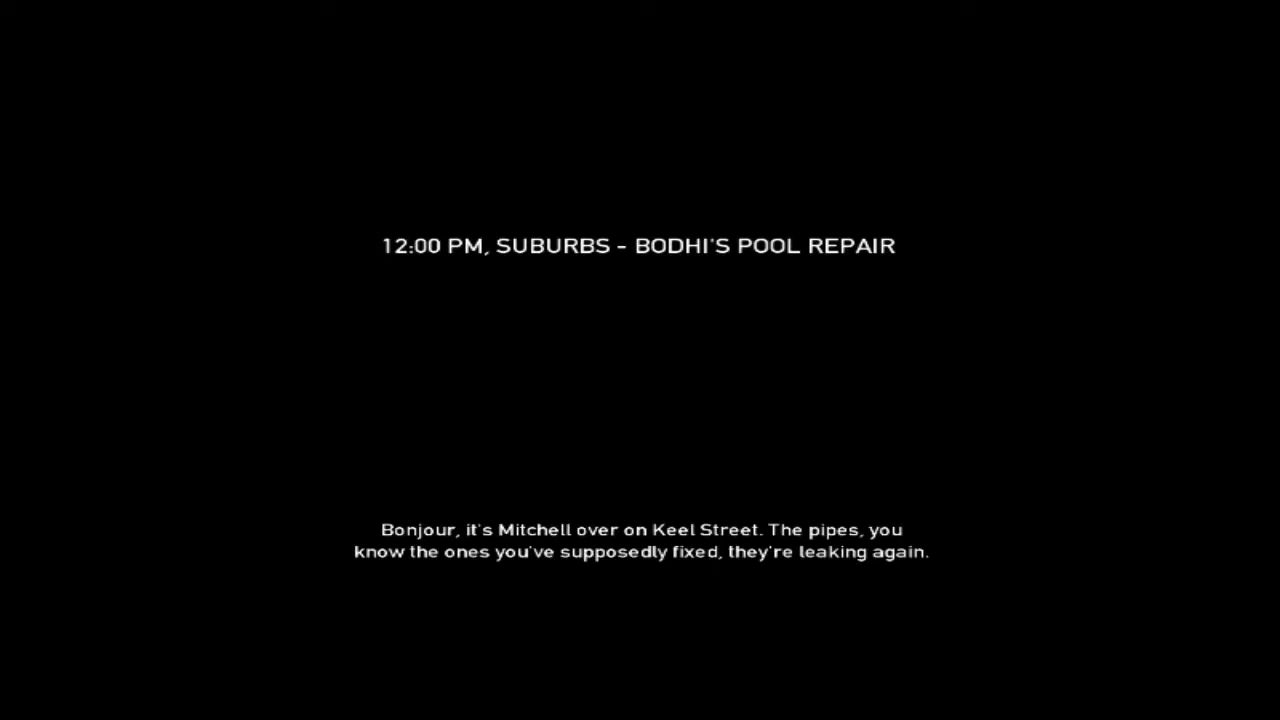 12:00 PM, SUBURBS - BODHI'S POOL REPAIR
Bonjour, it's Mitchell over on Keel Street. The pipes, you
know the ones you've supposedly fixed, they're leaking again.